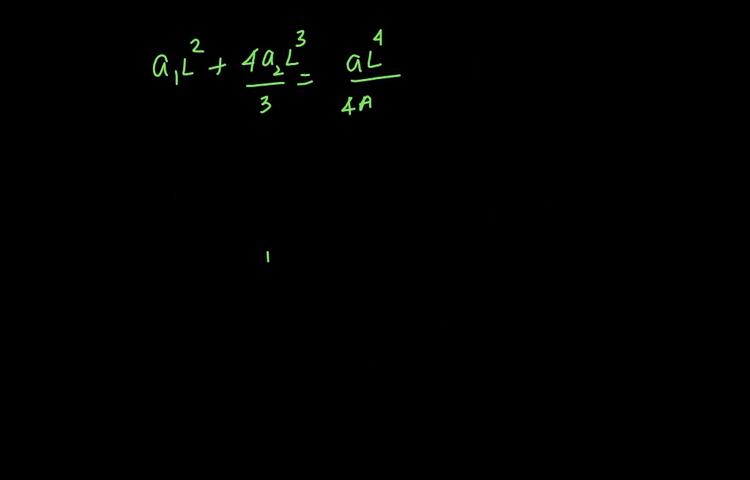 a₁L² + 4a₂L³/3 = aL⁴/4A